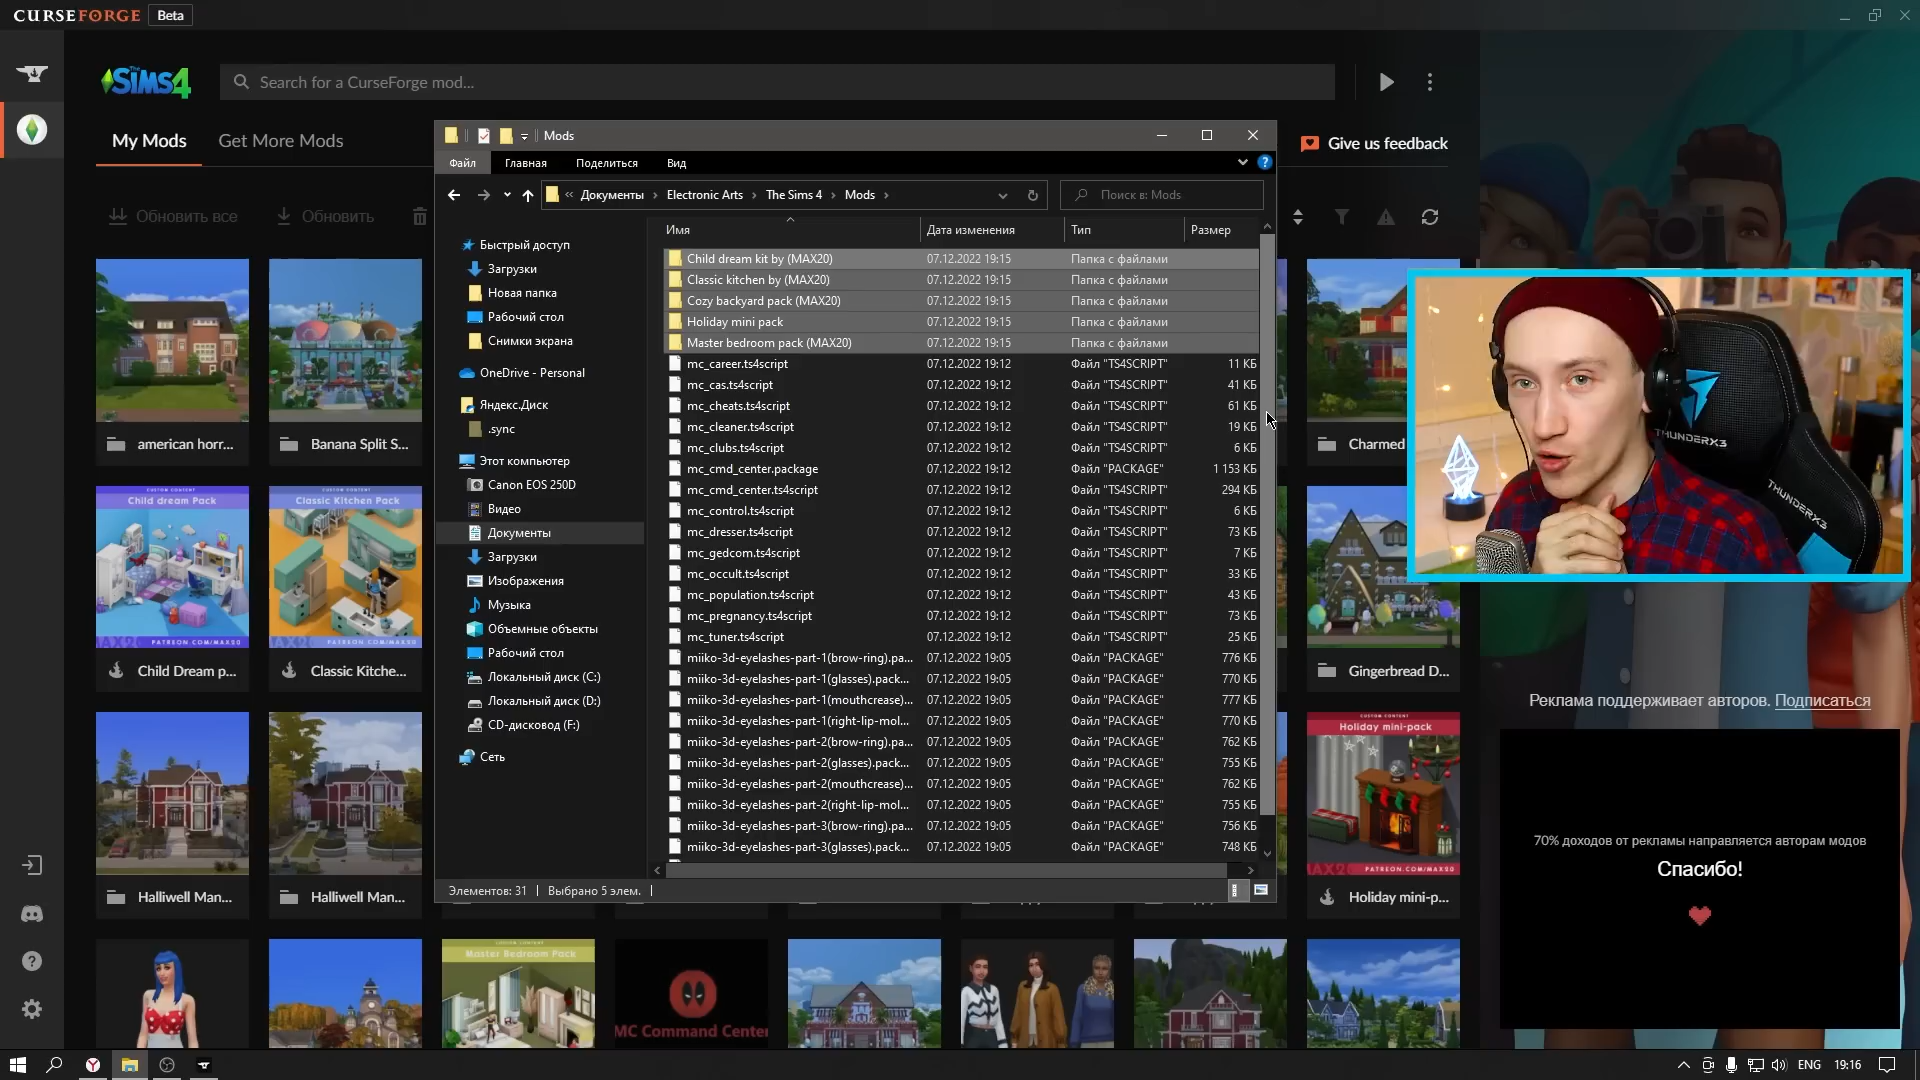 CURSEFORGE Beta
The SIMS 4
Search for a CurseForge mod...
My Mods
Get More Mods
Give us feedback
Обновить все
Обновить
Mods
Файл Главная Поделиться Вид
« Документы › Electronic Arts › The Sims 4 › Mods ›
Поиск в: Mods
Быстрый доступ
Загрузки
Новая папка
Рабочий стол
Снимки экрана
OneDrive - Personal
Яндекс.Диск
.sync
Этот компьютер
Canon EOS 250D
Видео
Документы
Загрузки
Изображения
Музыка
Объемные объекты
Рабочий стол
Локальный диск (C:)
Локальный диск (D:)
CD-дисковод (F:)
Сеть
Имя Дата изменения Тип Размер
Child dream kit by (MAX20) 07.12.2022 19:15 Папка с файлами
Classic kitchen by (MAX20) 07.12.2022 19:15 Папка с файлами
Cozy backyard pack (MAX20) 07.12.2022 19:15 Папка с файлами
Holiday mini pack 07.12.2022 19:15 Папка с файлами
Master bedroom pack (MAX20) 07.12.2022 19:15 Папка с файлами
mc_career.ts4script 07.12.2022 19:12 Файл "TS4SCRIPT" 11 КБ
mc_cas.ts4script 07.12.2022 19:12 Файл "TS4SCRIPT" 41 КБ
mc_cheats.ts4script 07.12.2022 19:12 Файл "TS4SCRIPT" 61 КБ
mc_cleaner.ts4script 07.12.2022 19:12 Файл "TS4SCRIPT" 19 КБ
mc_clubs.ts4script 07.12.2022 19:12 Файл "TS4SCRIPT" 6 КБ
mc_cmd_center.package 07.12.2022 19:12 Файл "PACKAGE" 1 153 КБ
mc_cmd_center.ts4script 07.12.2022 19:12 Файл "TS4SCRIPT" 294 КБ
mc_control.ts4script 07.12.2022 19:12 Файл "TS4SCRIPT" 6 КБ
mc_dresser.ts4script 07.12.2022 19:12 Файл "TS4SCRIPT" 73 КБ
mc_gedcom.ts4script 07.12.2022 19:12 Файл "TS4SCRIPT" 7 КБ
mc_occult.ts4script 07.12.2022 19:12 Файл "TS4SCRIPT" 33 КБ
mc_population.ts4script 07.12.2022 19:12 Файл "TS4SCRIPT" 43 КБ
mc_pregnancy.ts4script 07.12.2022 19:12 Файл "TS4SCRIPT" 73 КБ
mc_tuner.ts4script 07.12.2022 19:12 Файл "TS4SCRIPT" 25 КБ
miiko-3d-eyelashes-part-1(brow-ring).pa... 07.12.2022 19:05 Файл "PACKAGE" 776 КБ
miiko-3d-eyelashes-part-1(glasses).pack... 07.12.2022 19:05 Файл "PACKAGE" 770 КБ
miiko-3d-eyelashes-part-1(mouthcrease)... 07.12.2022 19:05 Файл "PACKAGE" 777 КБ
miiko-3d-eyelashes-part-1(right-lip-mol... 07.12.2022 19:05 Файл "PACKAGE" 770 КБ
miiko-3d-eyelashes-part-2(brow-ring).pa... 07.12.2022 19:05 Файл "PACKAGE" 762 КБ
miiko-3d-eyelashes-part-2(glasses).pack... 07.12.2022 19:05 Файл "PACKAGE" 755 КБ
miiko-3d-eyelashes-part-2(mouthcrease)... 07.12.2022 19:05 Файл "PACKAGE" 762 КБ
miiko-3d-eyelashes-part-2(right-lip-mol... 07.12.2022 19:05 Файл "PACKAGE" 755 КБ
miiko-3d-eyelashes-part-3(brow-ring).pa... 07.12.2022 19:05 Файл "PACKAGE" 756 КБ
miiko-3d-eyelashes-part-3(glasses).pack... 07.12.2022 19:05 Файл "PACKAGE" 748 КБ
Элементов: 31 Выбрано 5 элем.
american horr...
Banana Split S...
Charmed
CUSTOM CONTENT
Child dream Pack
PATREON.COM/MAX20
Child Dream p...
CUSTOM CONTENT
Classic Kitchen Pack
MAX20 PATREON.COM/MAX20
Classic Kitche...
Gingerbread D...
Halliwell Man...
Halliwell Man...
CUSTOM CONTENT
Holiday mini-pack
MAX20 PATREON.COM/MAX20
Holiday mini-p...
Master Bedroom Pack
MC Command Center
THUNDERX3
THUNDERX3
Реклама поддерживает авторов. Подписаться
70% доходов от рекламы направляется авторам модов
Спасибо!
ENG 19:16